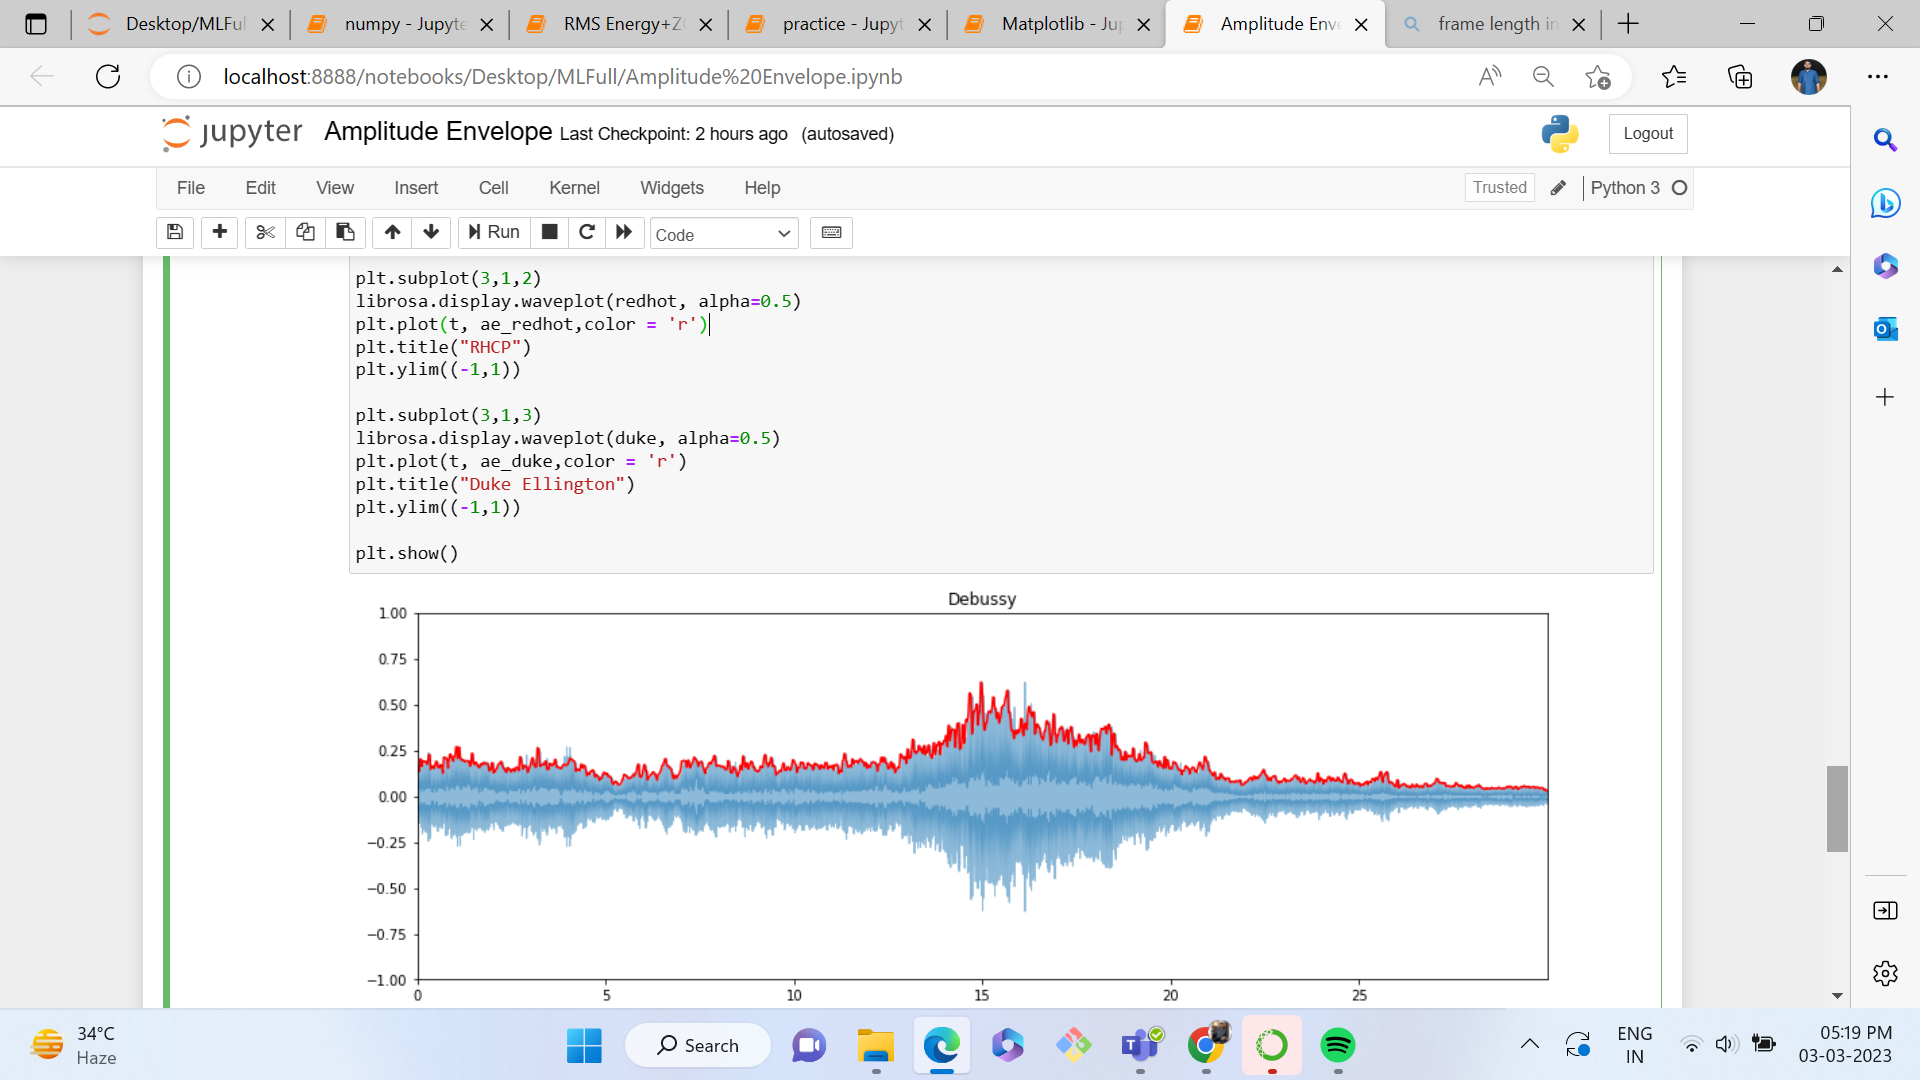 Desktop/MLFul
numpy - Jupyte
RMS Energy+Z
practice - Jupyt
Matplotlib - Ju
Amplitude Env
frame length in
localhost:8888/notebooks/Desktop/MLFull/Amplitude%20Envelope.ipynb
jupyter Amplitude Envelope Last Checkpoint: 2 hours ago (autosaved)
Logout
File Edit View Insert Cell Kernel Widgets Help
Trusted
Python 3
Run
Code
plt.subplot(3,1,2)
librosa.display.waveplot(redhot, alpha=0.5)
plt.plot(t, ae_redhot,color = 'r')
plt.title("RHCP")
plt.ylim((-1,1))
plt.subplot(3,1,3)
librosa.display.waveplot(duke, alpha=0.5)
plt.plot(t, ae_duke,color = 'r')
plt.title("Duke Ellington")
plt.ylim((-1,1))
plt.show()
Debussy
1.00
0.75
0.50
0.25
0.00
−0.25
−0.50
−0.75
−1.00
0 5 10 15 20 25
34°C
Haze
Search
ENG
IN
05:19 PM
03-03-2023